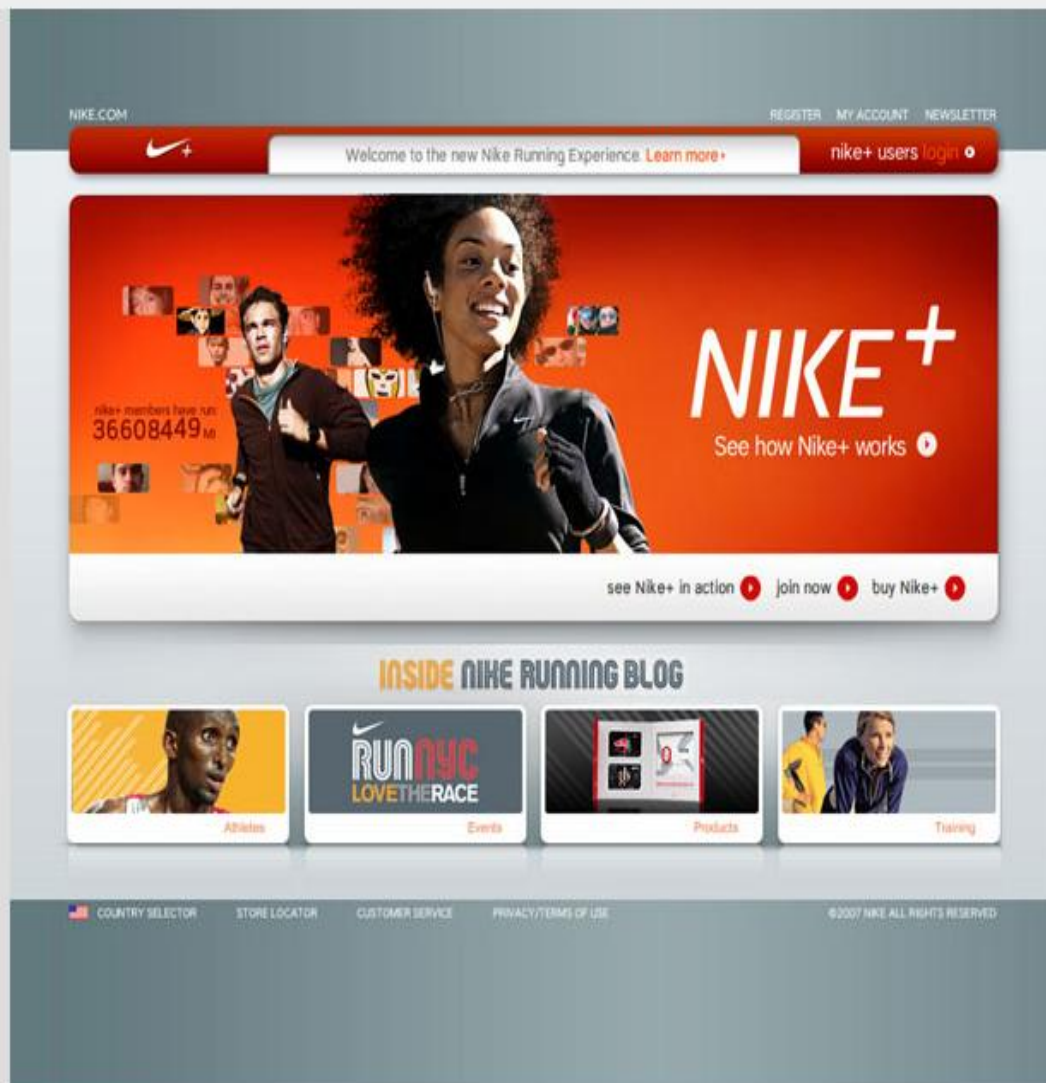 NIKE.COM
REGISTER MY ACCOUNT NEWSLETTER
Welcome to the new Nike Running Experience. Learn more
nike+ users login
nike+ members have run:
36608449 MI
NIKE+
See how Nike+ works
see Nike+ in action join now buy Nike+
INSIDE NIKE RUNNING BLOG
RUNNYC
LOVETHERACE
Athletes Events Products Training
COUNTRY SELECTOR STORE LOCATOR CUSTOMER SERVICE PRIVACY/TERMS OF USE ©2007 NIKE ALL RIGHTS RESERVED